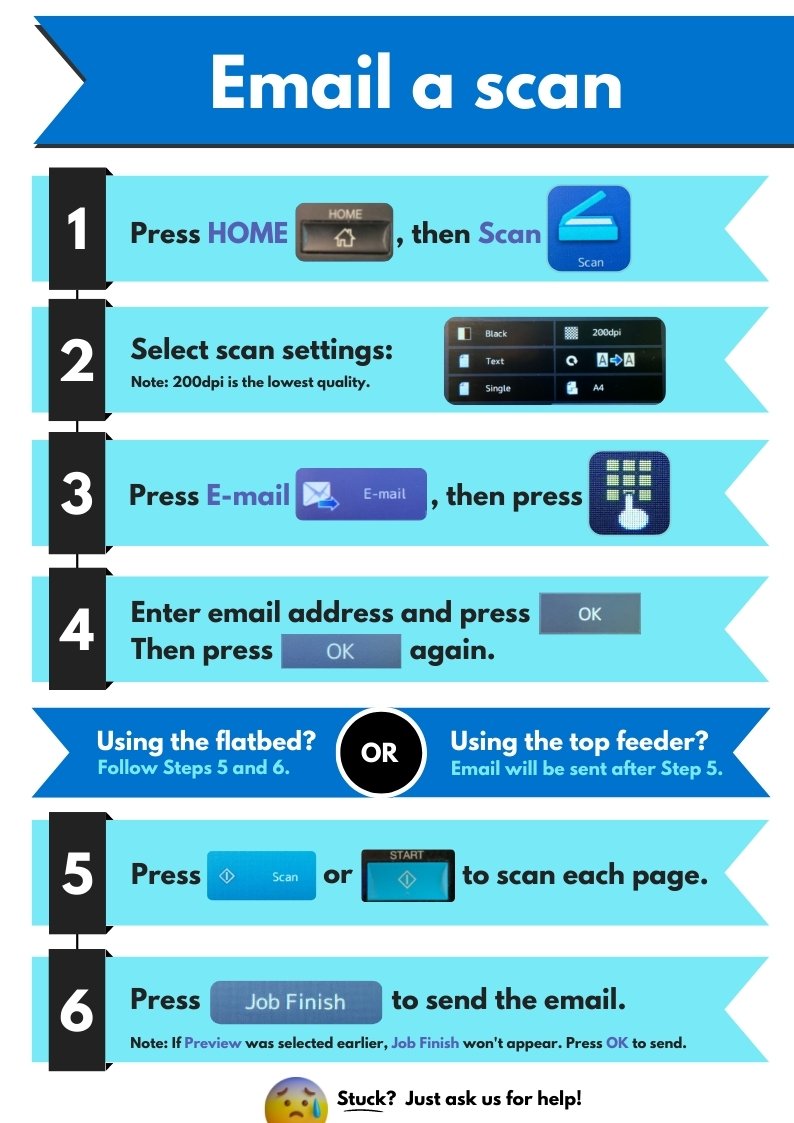 Email a scan
1
Press HOME HOME , then Scan Scan
2
Select scan settings:
Note: 200dpi is the lowest quality.
Black 200dpi
Text A A
Single A4
3
Press E-mail E-mail , then press
4
Enter email address and press OK
Then press OK again.
Using the flatbed?
Follow Steps 5 and 6.
OR
Using the top feeder?
Email will be sent after Step 5.
5
Press Scan or START to scan each page.
6
Press Job Finish to send the email.
Note: If Preview was selected earlier, Job Finish won't appear. Press OK to send.
Stuck? Just ask us for help!